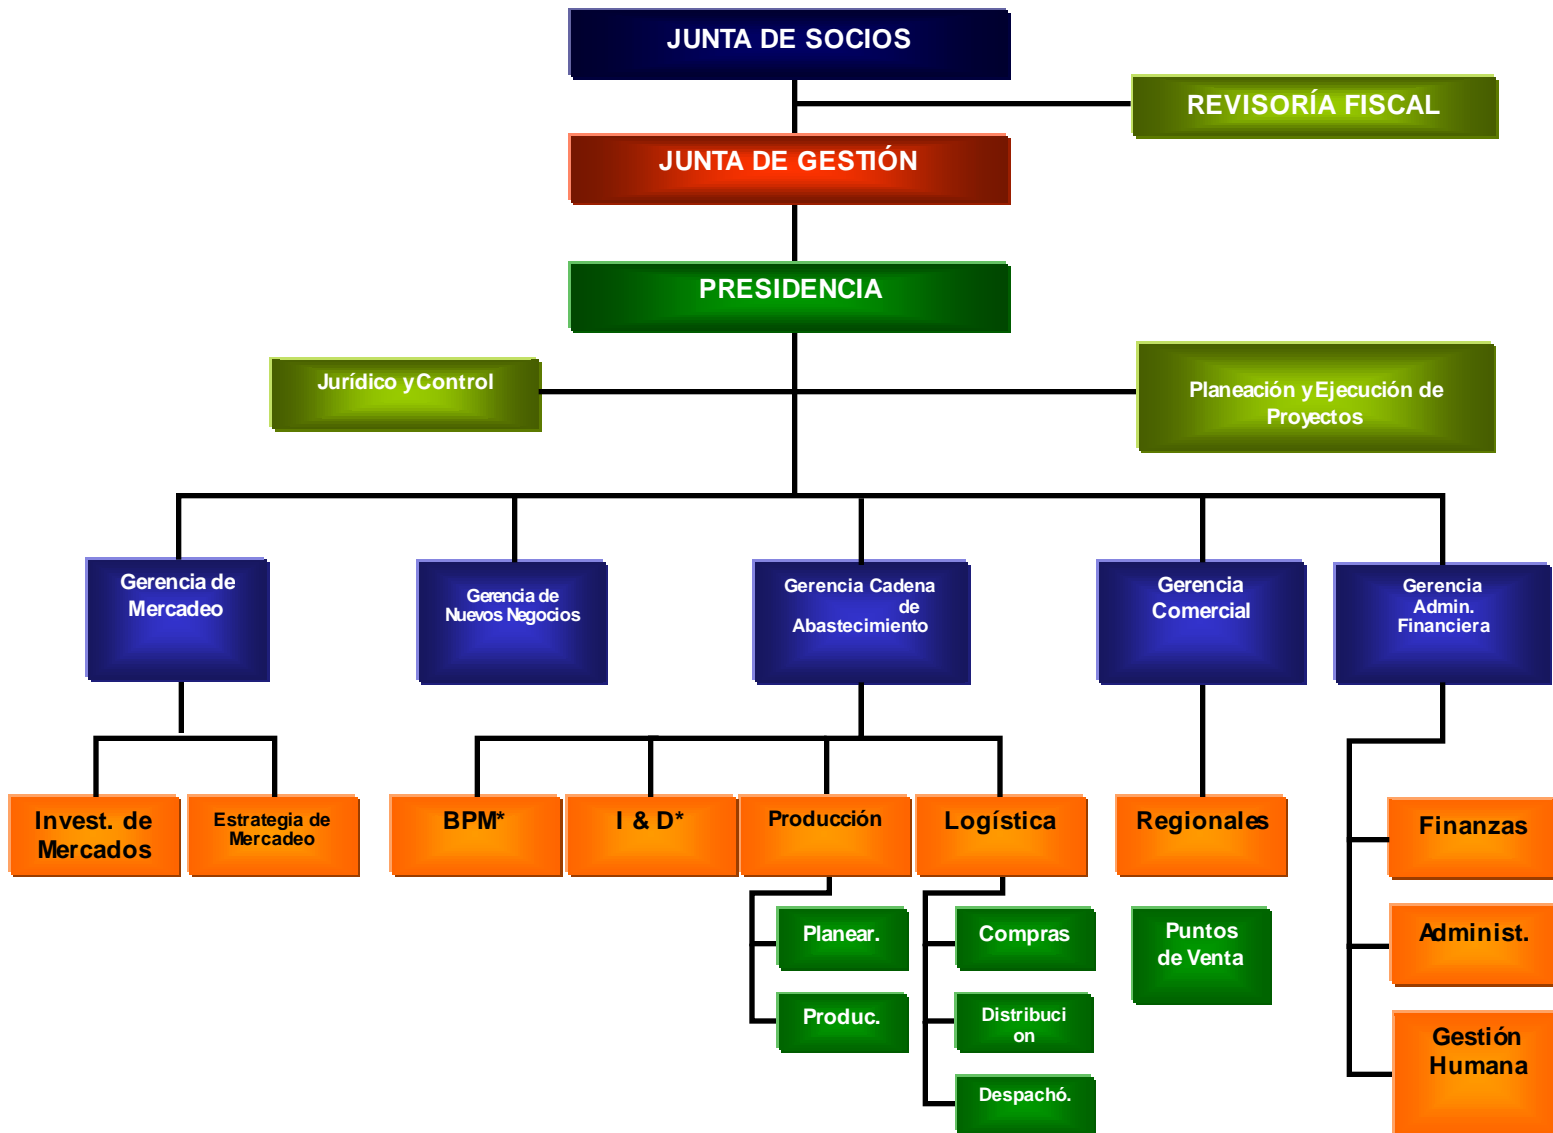 JUNTA DE SOCIOS
REVISORÍA FISCAL
JUNTA DE GESTIÓN
PRESIDENCIA
Jurídico y Control
Planeación y Ejecución de
Proyectos
Gerencia de
Mercadeo
Gerencia de
Nuevos Negocios
Gerencia Cadena
de
Abastecimiento
Gerencia
Comercial
Gerencia
Admin.
Financiera
Invest. de
Mercados
Estrategia de
Mercadeo
BPM*
I & D*
Producción
Logística
Regionales
Finanzas
Planear.
Compras
Puntos
de Venta
Administ.
Produc.
Distribuci
on
Gestión
Humana
Despachó.